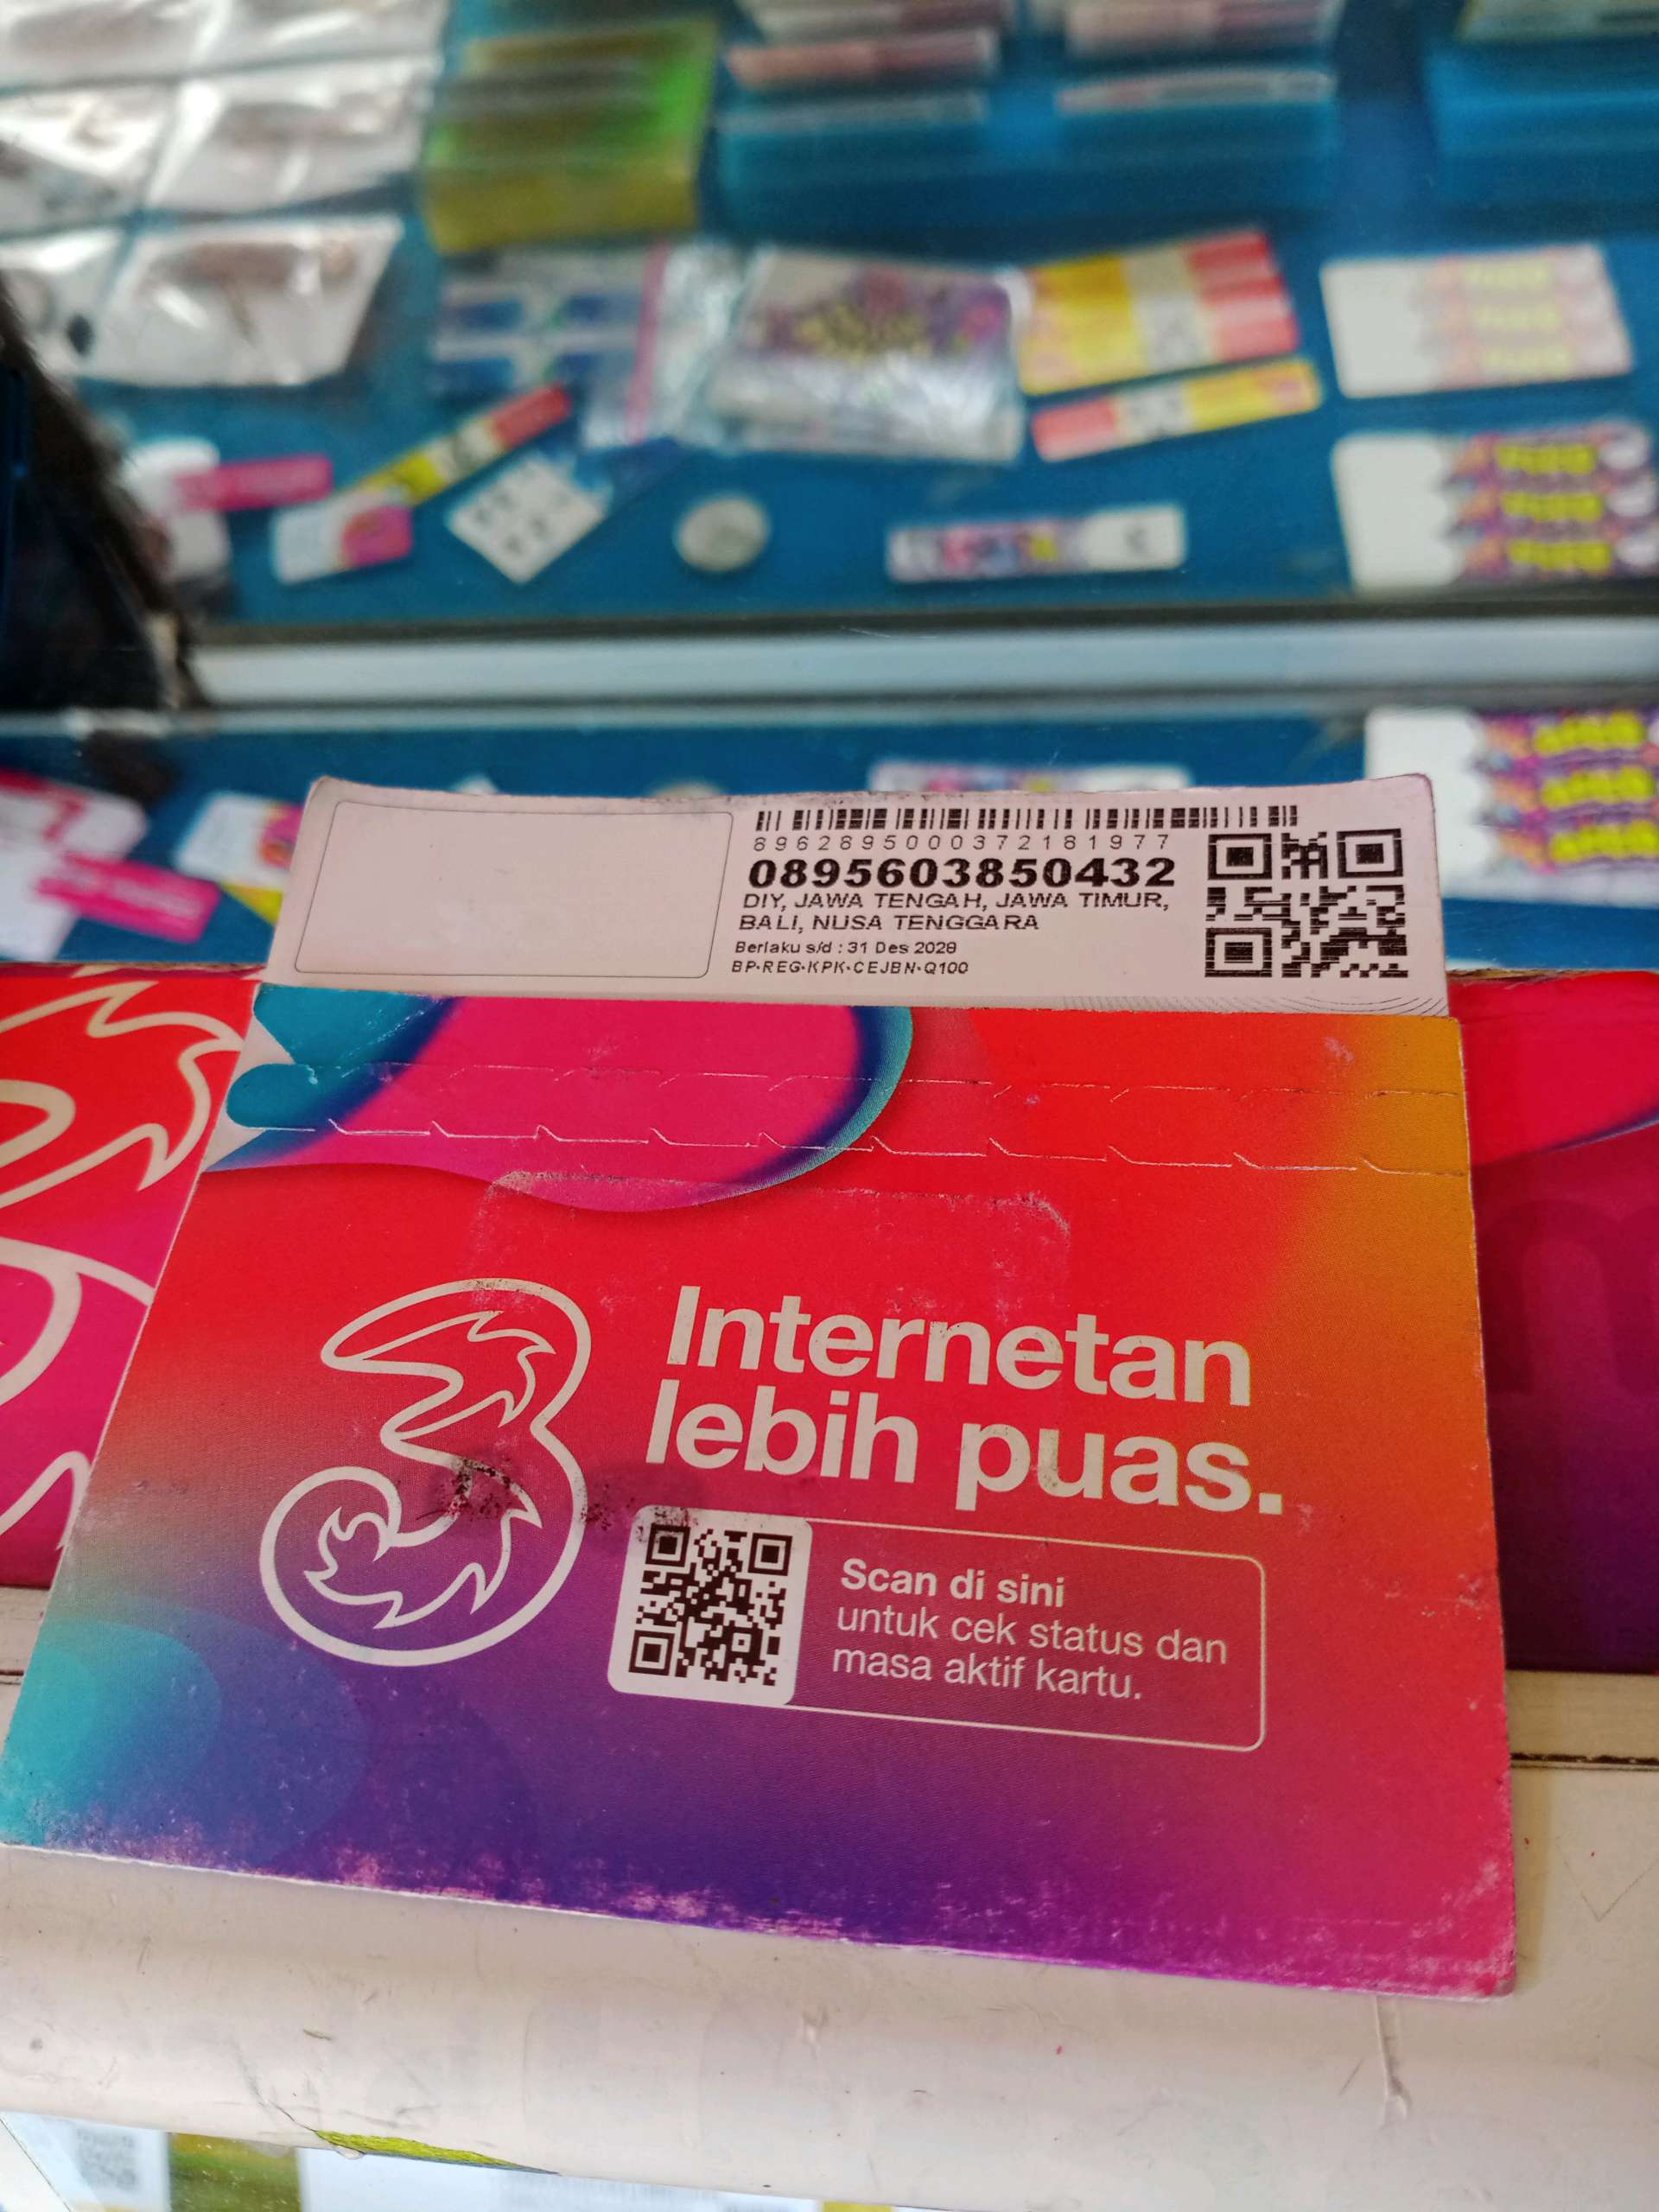 8962895000372181977
0895603850432
DIY, JAWA TENGAH, JAWA TIMUR,
BALI, NUSA TENGGARA
Berlaku s/d : 31 Des 2028
BP-REG-KPK-CEJBN-Q100
3
Internetan
lebih puas.
Scan di sini
untuk cek status dan
masa aktif kartu.